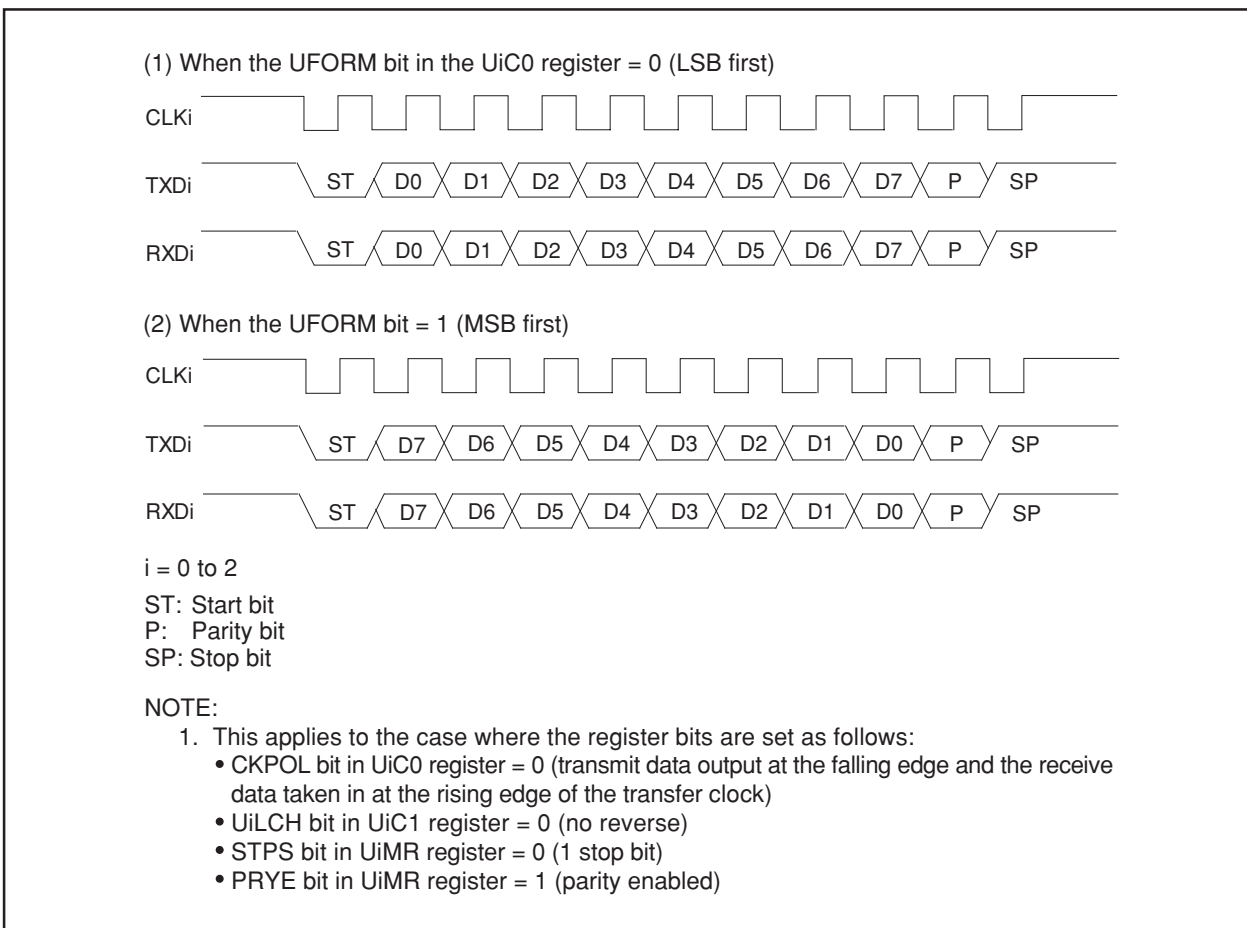 (1) When the UFORM bit in the UiC0 register = 0 (LSB first)
CLKi
TXDi ST D0 D1 D2 D3 D4 D5 D6 D7 P SP
RXDi ST D0 D1 D2 D3 D4 D5 D6 D7 P SP
(2) When the UFORM bit = 1 (MSB first)
CLKi
TXDi ST D7 D6 D5 D4 D3 D2 D1 D0 P SP
RXDi ST D7 D6 D5 D4 D3 D2 D1 D0 P SP
i = 0 to 2
ST: Start bit
P: Parity bit
SP: Stop bit
NOTE:
1. This applies to the case where the register bits are set as follows:
• CKPOL bit in UiC0 register = 0 (transmit data output at the falling edge and the receive
data taken in at the rising edge of the transfer clock)
• UiLCH bit in UiC1 register = 0 (no reverse)
• STPS bit in UiMR register = 0 (1 stop bit)
• PRYE bit in UiMR register = 1 (parity enabled)